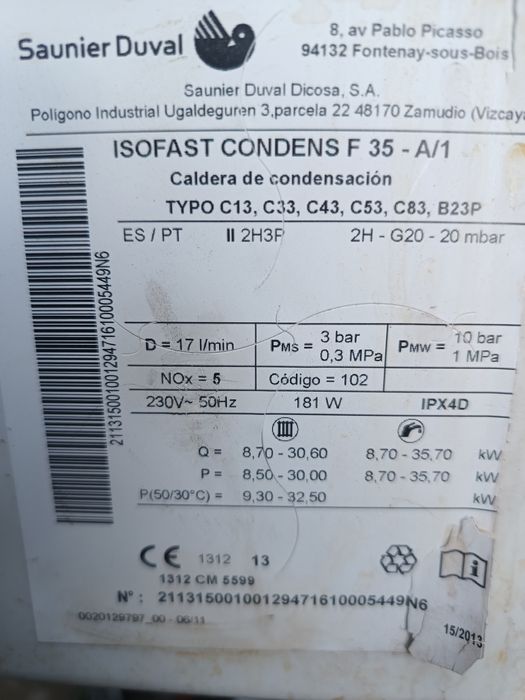 Saunier Duval
8, av Pablo Picasso
94132 Fontenay-sous-Bois
Saunier Duval Dicosa, S.A.
Poligono Industrial Ugaldeguren 3,parcela 22 48170 Zamudio (Vizcay
ISOFAST CONDENS F 35 - A/1
Caldera de condensación
TYPO C13, C33, C43, C53, C83, B23P
ES / PT II 2H3P 2H - G20 - 20 mbar
D = 17 l/min PMS = 3 bar 0,3 MPa PMW = 10 bar 1 MPa
NOx = 5 Código = 102
230V~ 50Hz 181 W IPX4D
Q = 8,70 - 30,60 8,70 - 35,70 kW
P = 8,50 - 30,00 8,70 - 35,70 kW
P(50/30°C) = 9,30 - 32,50 kW
CE 1312 13
1312 CM 5599
Nº : 21131500100129471610005449N6
0020129797_00 - 06/11
15/2013
21131500100129471610005449N6